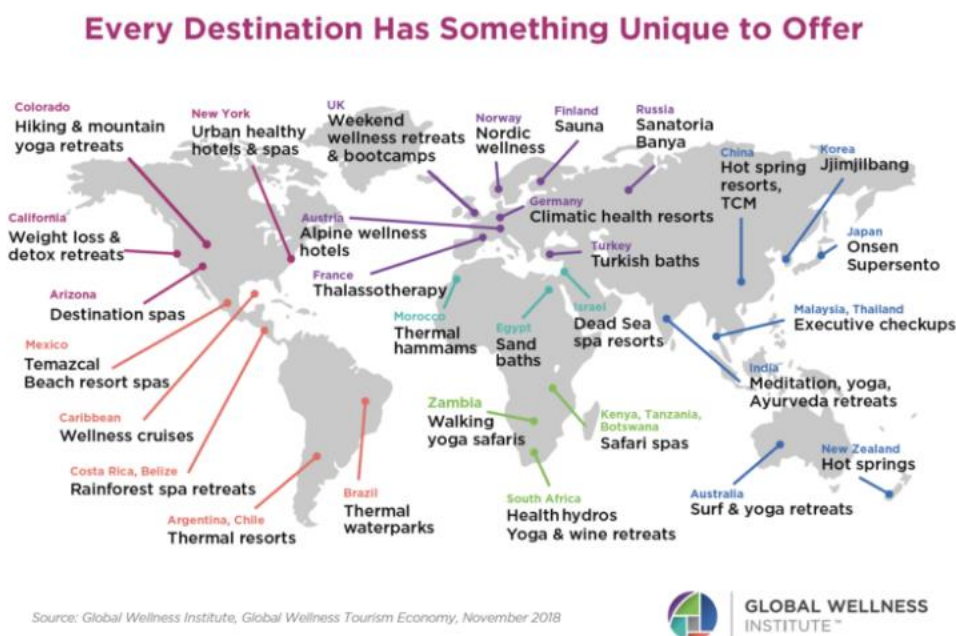 Every Destination Has Something Unique to Offer
Colorado
Hiking & mountain
yoga retreats
New York
Urban healthy
hotels & spas
UK
Weekend
wellness retreats
& bootcamps
Norway
Nordic
wellness
Finland
Sauna
Russia
Sanatoria
Banya
China
Hot spring
resorts,
TCM
Korea
Jjimjilbang
California
Weight loss &
detox retreats
Austria
Alpine wellness
hotels
Germany
Climatic health resorts
Japan
Onsen
Supersento
France
Thalassotherapy
Turkey
Turkish baths
Arizona
Destination spas
Morocco
Thermal
hammams
Egypt
Sand
baths
Israel
Dead Sea
spa resorts
Malaysia, Thailand
Executive checkups
Mexico
Temazcal
Beach resort spas
India
Meditation, yoga,
Ayurveda retreats
Caribbean
Wellness cruises
Zambia
Walking
yoga safaris
Kenya, Tanzania,
Botswana
Safari spas
New Zealand
Hot springs
Costa Rica, Belize
Rainforest spa retreats
Brazil
Thermal
waterparks
South Africa
Health hydros
Yoga & wine retreats
Australia
Surf & yoga retreats
Argentina, Chile
Thermal resorts
Source: Global Wellness Institute, Global Wellness Tourism Economy, November 2018
GLOBAL WELLNESS
INSTITUTE™